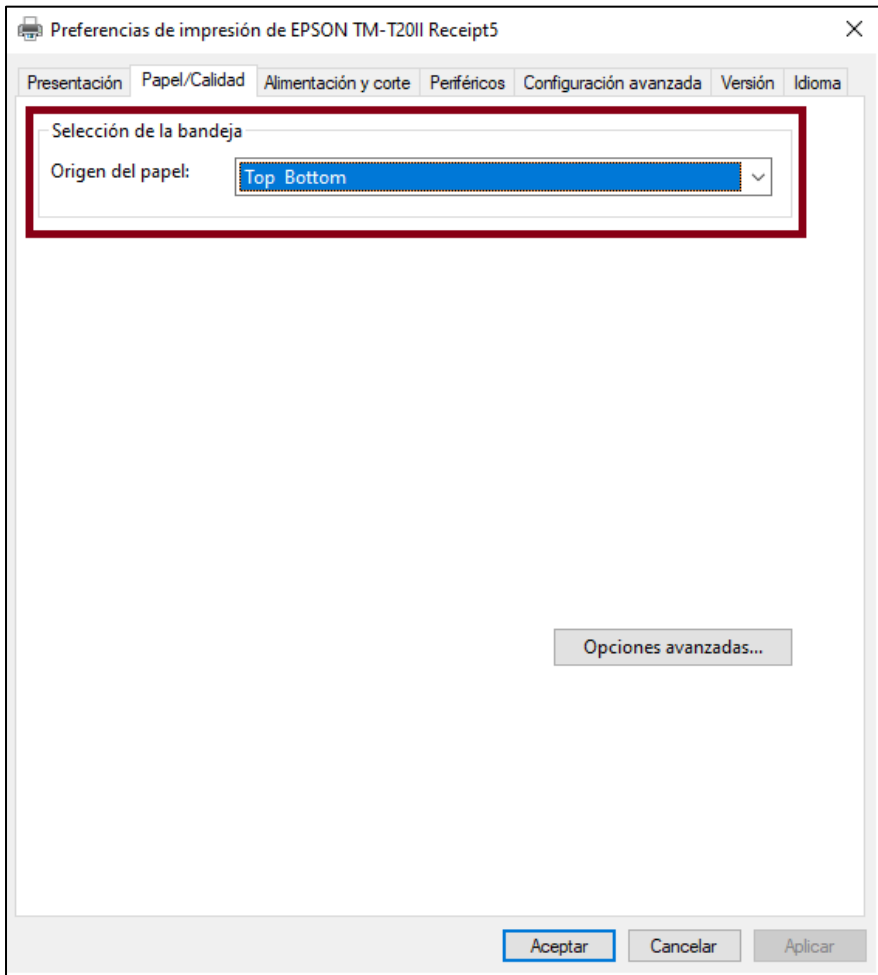 Preferencias de impresión de EPSON TM-T20II Receipt5
Presentación Papel/Calidad Alimentación y corte Periféricos Configuración avanzada Versión Idioma
Selección de la bandeja
Origen del papel: Top Bottom
Opciones avanzadas...
Aceptar Cancelar Aplicar